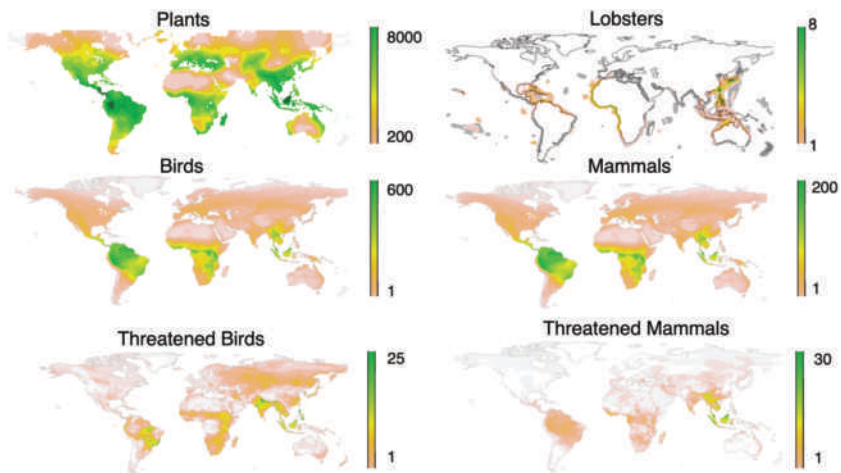 Plants
8000
200
Lobsters
8
1
Birds
600
1
Mammals
200
1
Threatened Birds
25
1
Threatened Mammals
30
1